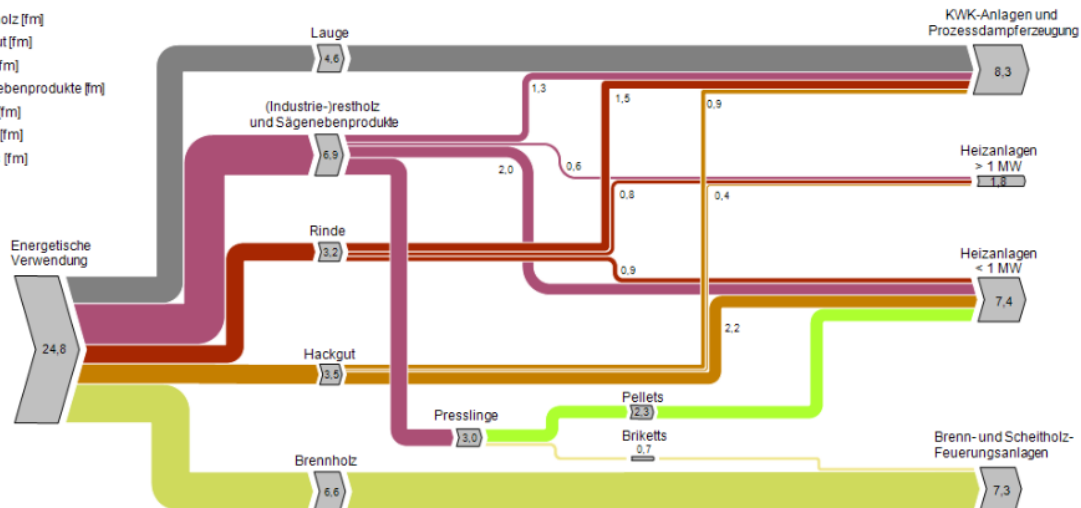 olz [fm]
ut [fm]
fm]
ebenprodukte [fm]
[fm]
[fm]
[fm]
KWK-Anlagen und
Prozessdampferzeugung
8,3
Lauge
4,6
1,3
1,5
0,9
(Industrie-)restholz
und Sägenebenprodukte
6,9
2,0
0,6
Heizanlagen
> 1 MW
1,8
0,8
0,4
Rinde
3,2
0,9
Energetische
Verwendung
24,8
Heizanlagen
< 1 MW
7,4
2,2
Hackgut
3,5
Pellets
2,3
Presslinge
3,0
Briketts
0,7
Brenn- und Scheitholz-
Feuerungsanlagen
7,3
Brennholz
6,6